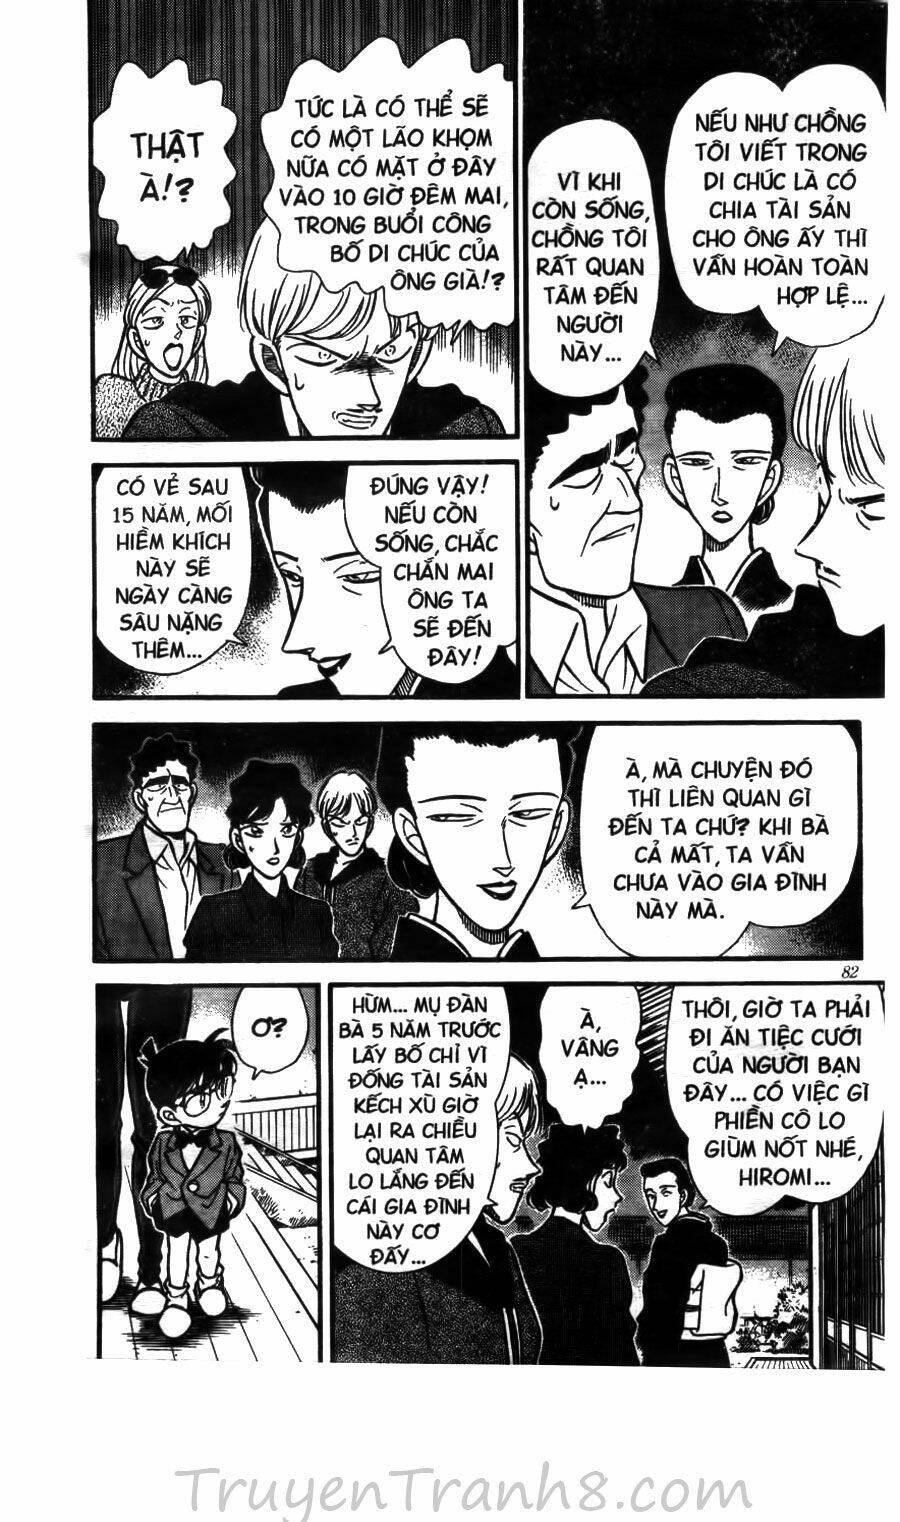 NẾU NHƯ CHỒNG
TÔI VIẾT TRONG
DI CHÚC LÀ CÓ
CHIA TÀI SẢN
CHO ÔNG ẤY THÌ
VẪN HOÀN TOÀN
HỢP LỆ...
VÌ KHI
CÒN SỐNG,
CHỒNG TÔI
RẤT QUAN
TÂM ĐẾN
NGƯỜI
NÀY...
TỨC LÀ CÓ THỂ SẼ
CÓ MỘT LÃO KHỌM
NỮA CÓ MẶT Ở ĐÂY
VÀO 10 GIỜ ĐÊM MAI,
TRONG BUỔI CÔNG
BỐ DI CHÚC CỦA
ÔNG GIÀ!?
THẬT
À!?
ĐÚNG VẬY!
NẾU CÒN
SỐNG, CHẮC
CHẮN MAI
ÔNG TA
SẼ ĐẾN
ĐÂY!
CÓ VẺ SAU
15 NĂM, MỐI
HIỀM KHÍCH
NÀY SẼ
NGÀY CÀNG
SÂU NẶNG
THÊM...
À, MÀ CHUYỆN ĐÓ
THÌ LIÊN QUAN GÌ
ĐẾN TA CHỨ? KHI BÀ
CẢ MẤT, TA VẪN
CHƯA VÀO GIA ĐÌNH
NÀY MÀ.
82
THÔI, GIỜ TA PHẢI
ĐI ĂN TIỆC CƯỚI
CỦA NGƯỜI BẠN
ĐÂY... CÓ VIỆC GÌ
PHIỀN CÔ LO
GIÙM NỐT NHÉ,
HIROMI...
À,
VÂNG
Ạ...
HỪM... MỤ ĐÀN
BÀ 5 NĂM TRƯỚC
LẤY BỐ CHỈ VÌ
ĐỐNG TÀI SẢN
KẾCH XÙ GIỜ
LẠI RA CHIỀU
QUAN TÂM
LO LẮNG ĐẾN
CÁI GIA ĐÌNH
NÀY CƠ
ĐẤY...
Ơ?
TruyenTranh8.com